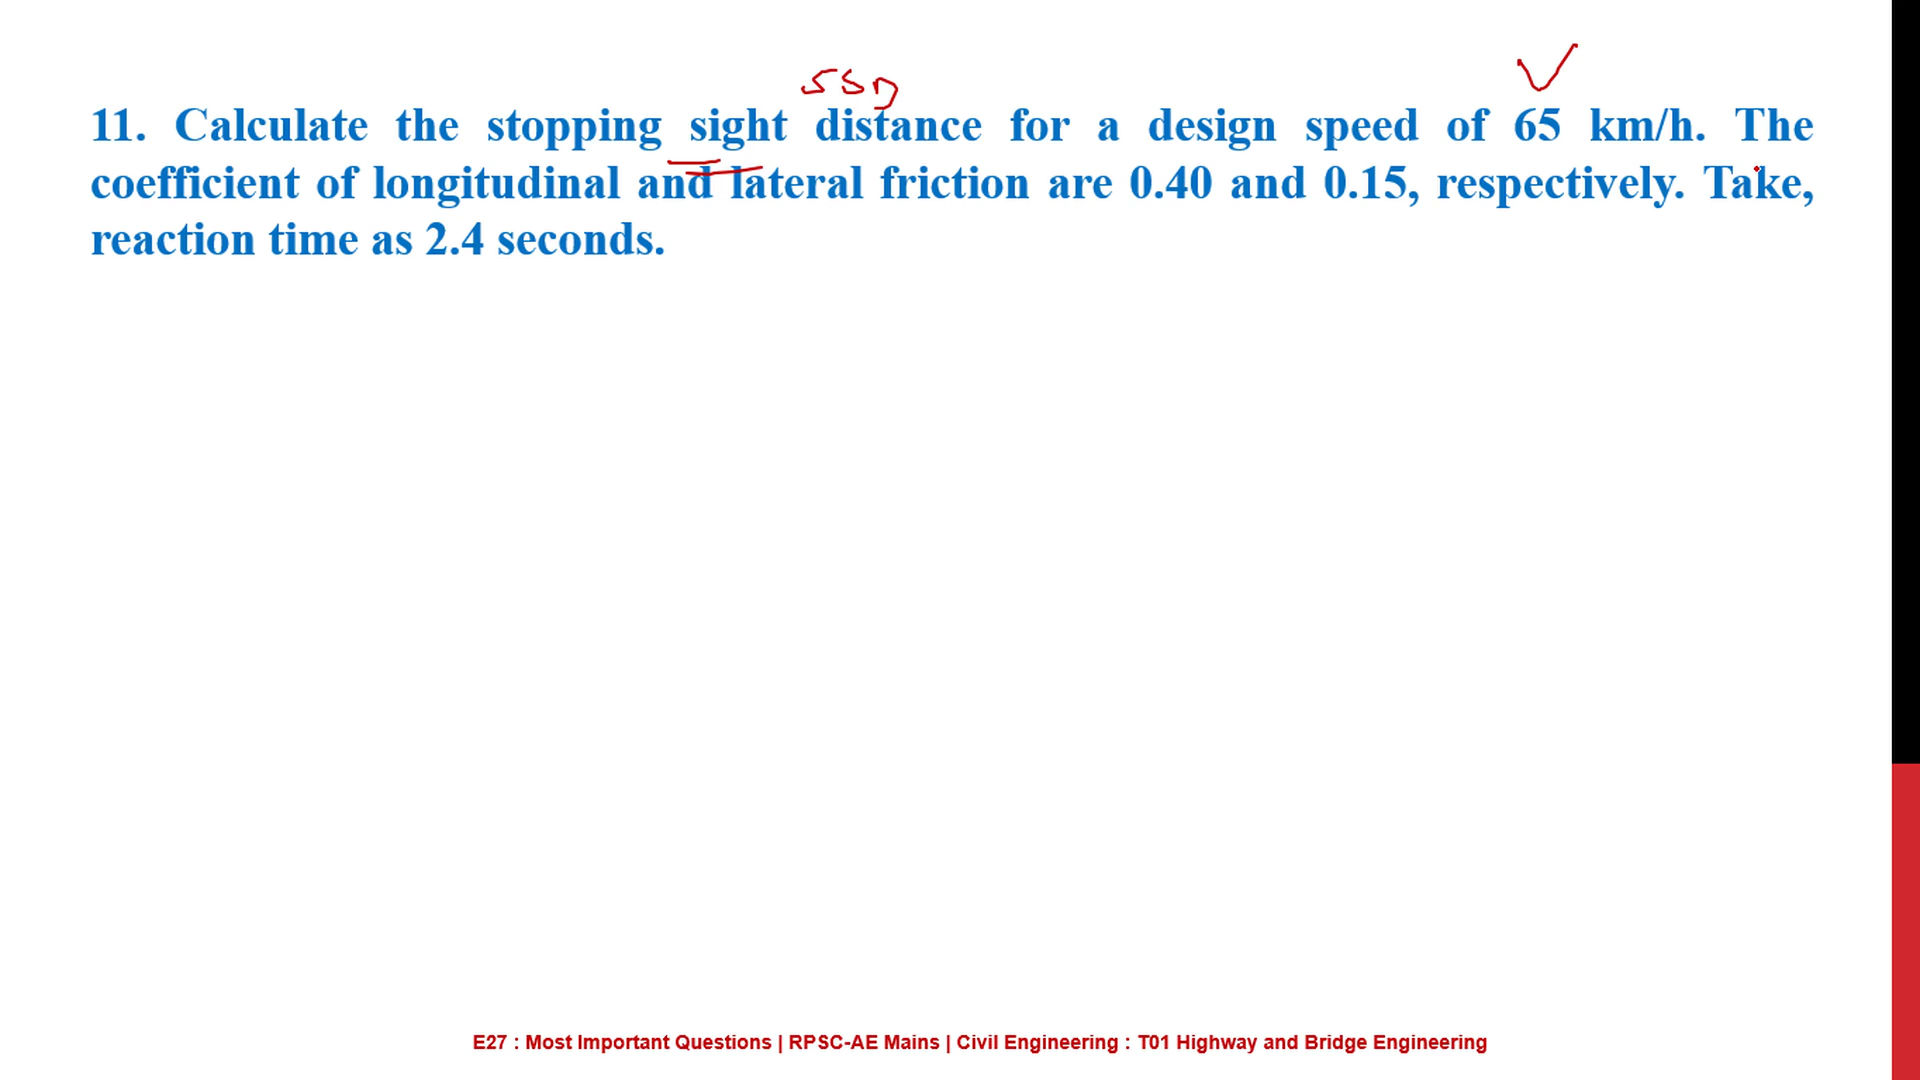 SSD
11. Calculate the stopping sight distance for a design speed of 65 km/h. The
coefficient of longitudinal and lateral friction are 0.40 and 0.15, respectively. Take,
reaction time as 2.4 seconds.
E27 : Most Important Questions | RPSC-AE Mains | Civil Engineering : T01 Highway and Bridge Engineering